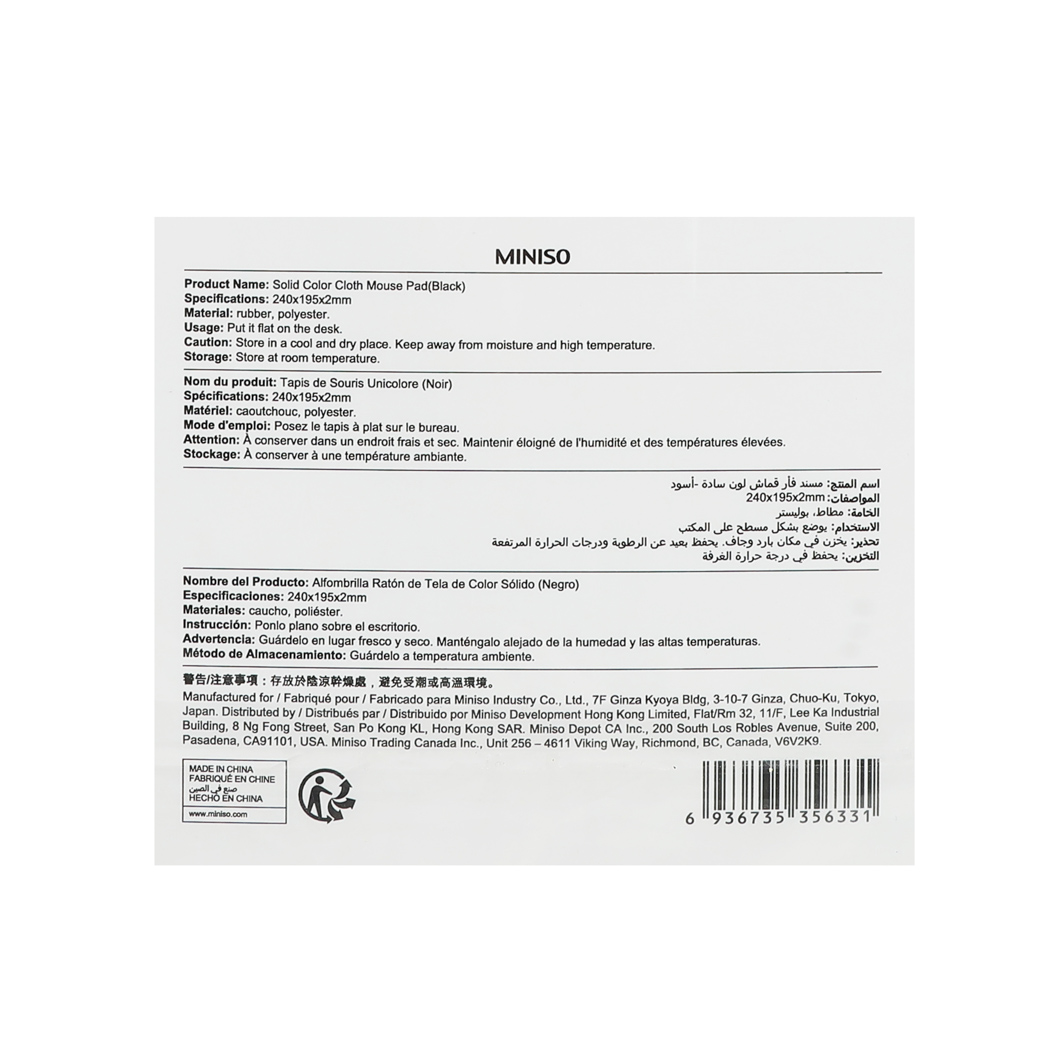 MINISO
Product Name: Solid Color Cloth Mouse Pad(Black)
Specifications: 240x195x2mm
Material: rubber, polyester.
Usage: Put it flat on the desk.
Caution: Store in a cool and dry place. Keep away from moisture and high temperature.
Storage: Store at room temperature.
Nom du produit: Tapis de Souris Unicolore (Noir)
Spécifications: 240x195x2mm
Matériel: caoutchouc, polyester.
Mode d'emploi: Posez le tapis à plat sur le bureau.
Attention: À conserver dans un endroit frais et sec. Maintenir éloigné de l'humidité et des températures élevées.
Stockage: À conserver à une température ambiante.
اسم المنتج: مسند فأر قماش لون سادة -أسود
المواصفات: 240x195x2mm
الخامة: مطاط، بوليستر
الاستخدام: يوضع بشكل مسطح على المكتب
تحذير: يخزن في مكان بارد وجاف. يحفظ بعيد عن الرطوبة ودرجات الحرارة المرتفعة
التخزين: يحفظ في درجة حرارة الغرفة
Nombre del Producto: Alfombrilla Ratón de Tela de Color Sólido (Negro)
Especificaciones: 240x195x2mm
Materiales: caucho, poliéster.
Instrucción: Ponlo plano sobre el escritorio.
Advertencia: Guárdelo en lugar fresco y seco. Manténgalo alejado de la humedad y las altas temperaturas.
Método de Almacenamiento: Guárdelo a temperatura ambiente.
警告/注意事項：存放於陰涼幹燥處，避免受潮或高溫環境。
Manufactured for / Fabriqué pour / Fabricado para Miniso Industry Co., Ltd., 7F Ginza Kyoya Bldg, 3-10-7 Ginza, Chuo-Ku, Tokyo,
Japan. Distributed by / Distribués par / Distribuido por Miniso Development Hong Kong Limited, Flat/Rm 32, 11/F, Lee Ka Industrial
Building, 8 Ng Fong Street, San Po Kong KL, Hong Kong SAR. Miniso Depot CA Inc., 200 South Los Robles Avenue, Suite 200,
Pasadena, CA91101, USA. Miniso Trading Canada Inc., Unit 256 – 4611 Viking Way, Richmond, BC, Canada, V6V2K9.
MADE IN CHINA
FABRIQUÉ EN CHINE
صنع في الصين
HECHO EN CHINA
www.miniso.com
6 936735 356331